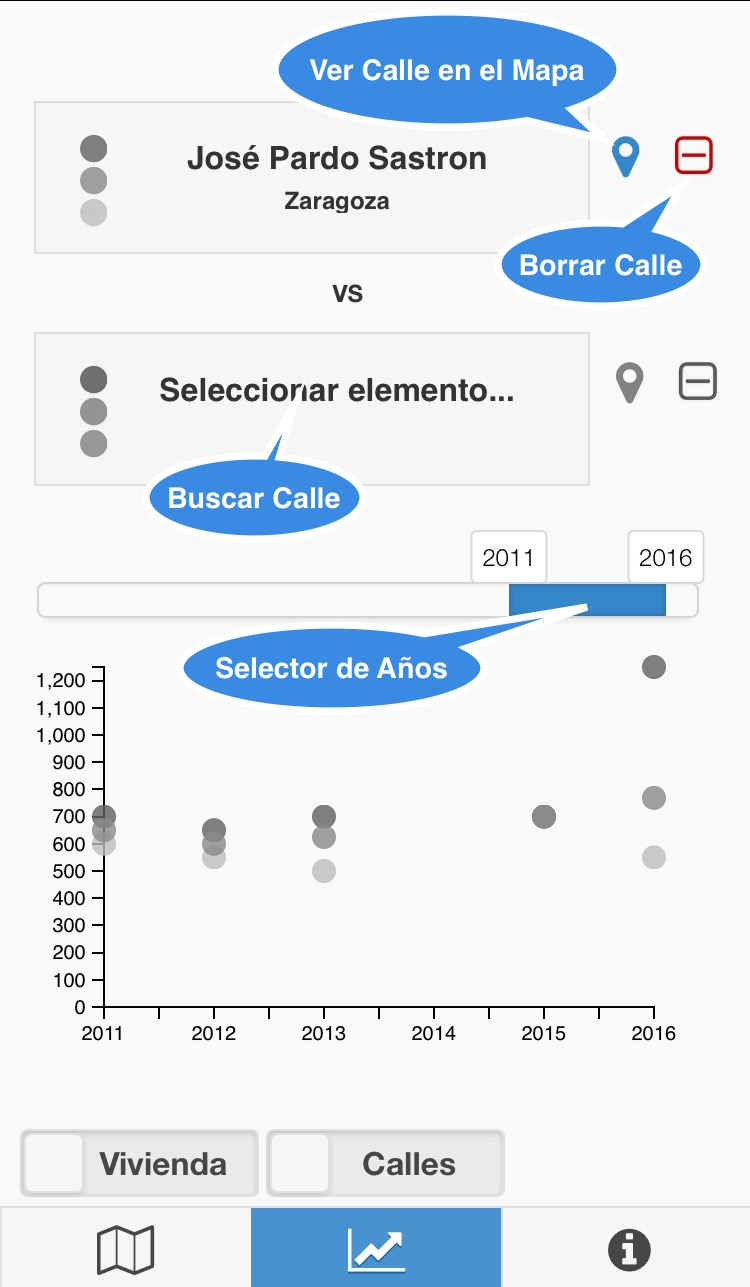 Ver Calle en el Mapa
José Pardo Sastron
Zaragoza
Borrar Calle
vs
Seleccionar elemento...
Buscar Calle
2011
2016
Selector de Años
1,200
1,100
1,000
900
800
700
600
500
400
300
200
100
0
2011 2012 2013 2014 2015 2016
Vivienda
Calles